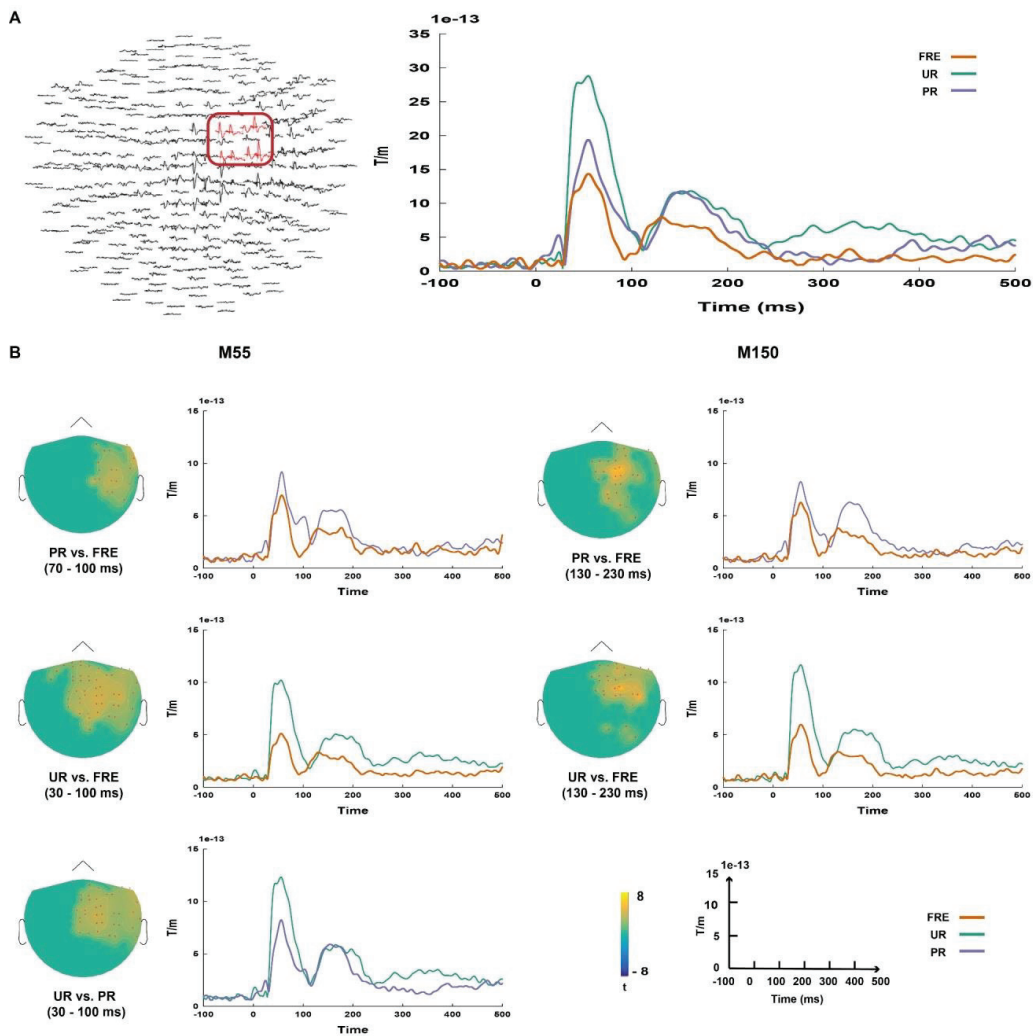 A
1e-13
35
30
25
20
15
10
5
0
T/m
-100 0 100 200 300 400 500
Time (ms)
FRE
UR
PR
B
M55
M150
PR vs. FRE
(70 - 100 ms)
1e-13
15
10
5
0
T/m
-100 0 100 200 300 400 500
Time
PR vs. FRE
(130 - 230 ms)
1e-13
15
10
5
0
T/m
-100 0 100 200 300 400 500
Time
UR vs. FRE
(30 - 100 ms)
1e-13
15
10
5
0
T/m
-100 0 100 200 300 400 500
Time
UR vs. FRE
(130 - 230 ms)
1e-13
15
10
5
0
T/m
-100 0 100 200 300 400 500
Time
UR vs. PR
(30 - 100 ms)
1e-13
15
10
5
0
T/m
-100 0 100 200 300 400 500
Time
8
- 8
t
1e-13
15
10
5
0
T/m
-100 0 100 200 300 400 500
Time (ms)
FRE
UR
PR